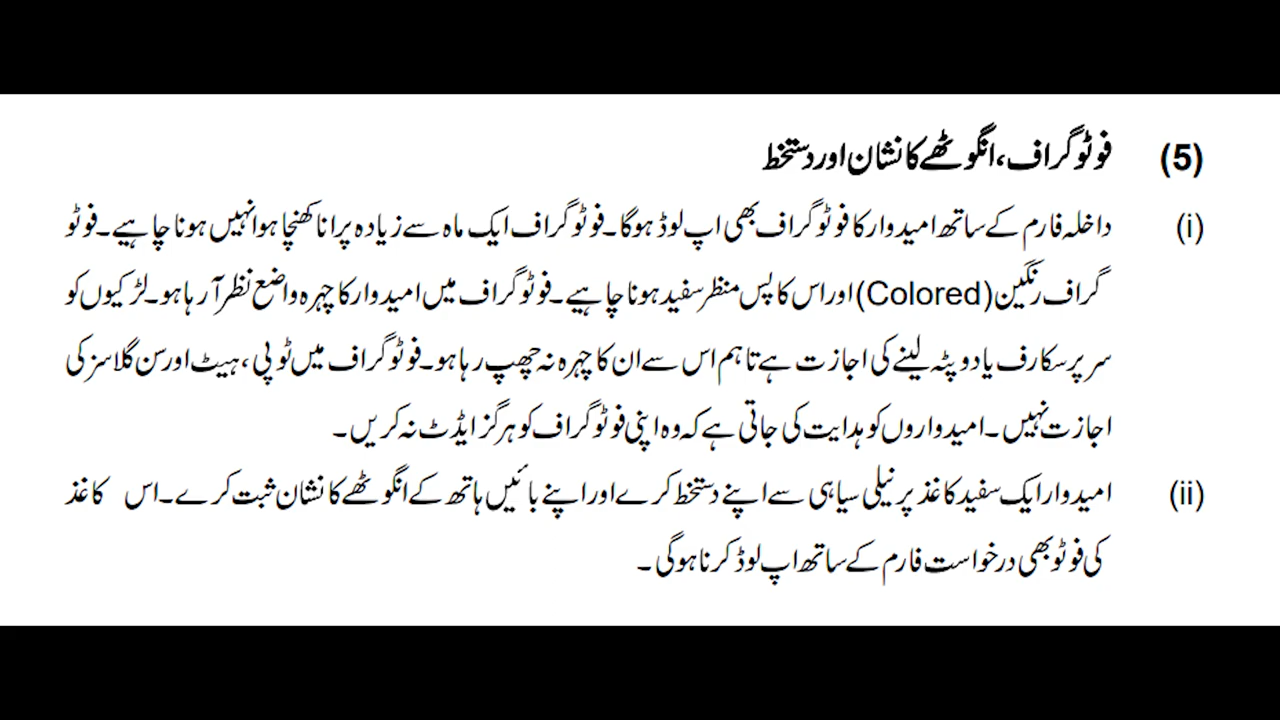 (5) فوٹوگراف، انگوٹھے کا نشان اور دستخط
(i) داخلہ فارم کے ساتھ امیدوار کا فوٹوگراف بھی اپ لوڈ ہوگا۔ فوٹوگراف ایک ماہ سے زیادہ پرانا کھنچا ہوا نہیں ہونا چاہیے۔ فوٹو
گراف رنگین (Colored) اور اس کا پس منظر سفید ہونا چاہیے۔ فوٹوگراف میں امیدوار کا چہرہ واضع نظر آ رہا ہو۔ لڑکیوں کو
سر پر سکارف یا دوپٹہ لینے کی اجازت ہے تاہم اس سے ان کا چہرہ نہ چھپ رہا ہو۔ فوٹوگراف میں ٹوپی، ہیٹ اور سن گلاسز کی
اجازت نہیں۔ امیدواروں کو ہدایت کی جاتی ہے کہ وہ اپنی فوٹوگراف کو ہرگز ایڈٹ نہ کریں۔
(ii) امیدوار ایک سفید کاغذ پر نیلی سیاہی سے اپنے دستخط کرے اور اپنے بائیں ہاتھ کے انگوٹھے کا نشان ثبت کرے۔ اس کاغذ
کی فوٹو بھی درخواست فارم کے ساتھ اپ لوڈ کرنا ہوگی۔